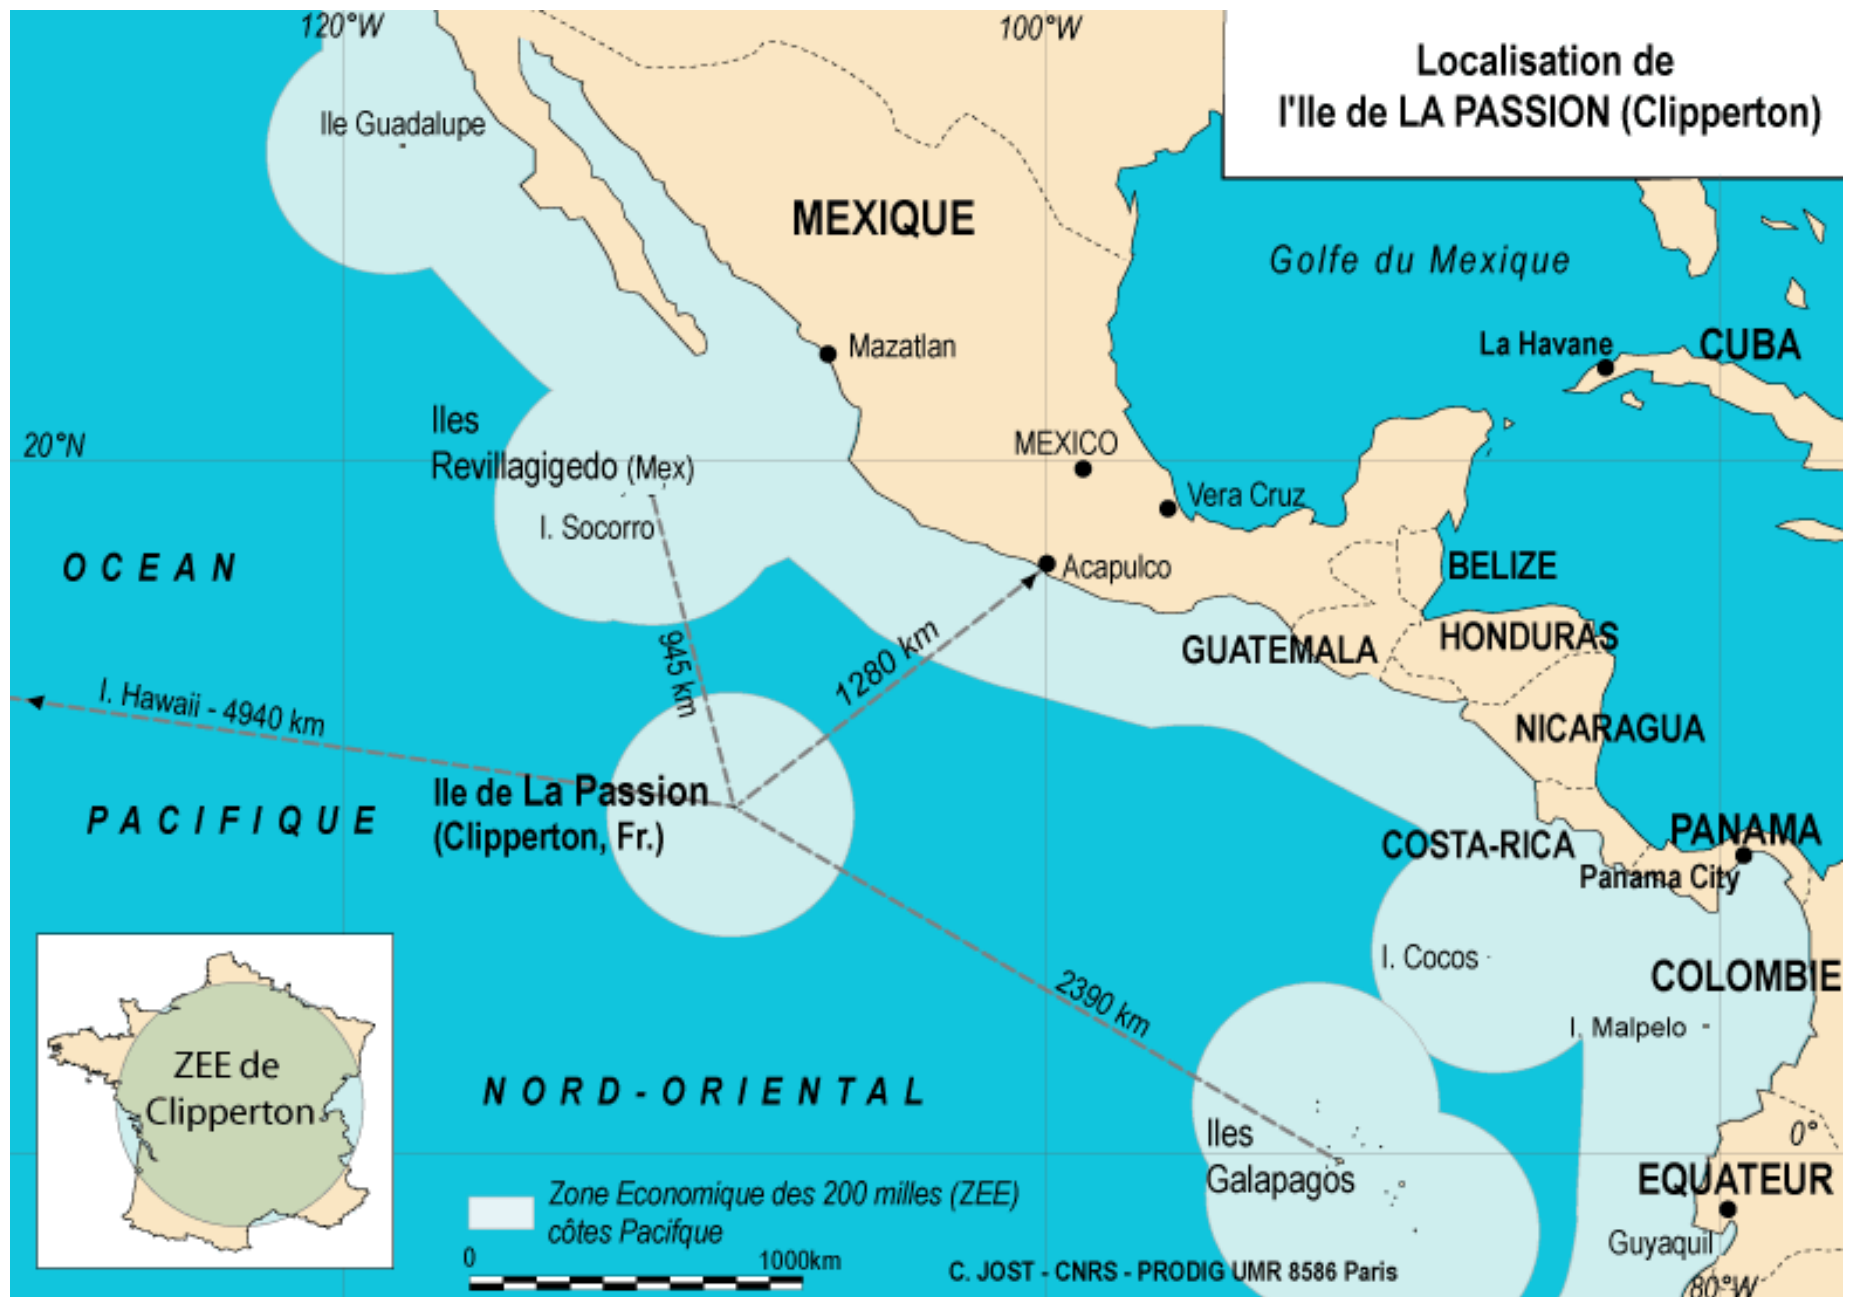 120°W
100°W
Localisation de
l'Ile de LA PASSION (Clipperton)
Ile Guadalupe
MEXIQUE
Golfe du Mexique
Mazatlan
La Havane
CUBA
Iles
Revillagigedo (Mex)
20°N
MEXICO
Vera Cruz
I. Socorro
OCEAN
Acapulco
BELIZE
GUATEMALA
HONDURAS
945 km
1280 km
I. Hawaii - 4940 km
NICARAGUA
Ile de La Passion
(Clipperton, Fr.)
PACIFIQUE
COSTA-RICA
PANAMA
Panama City
I. Cocos
COLOMBIE
2390 km
I. Malpelo
ZEE de
Clipperton
NORD-ORIENTAL
Iles
Galapagos
0°
EQUATEUR
Guyaquil
Zone Economique des 200 milles (ZEE)
côtes Pacifque
0
1000km
C. JOST - CNRS - PRODIG UMR 8586 Paris
80°W